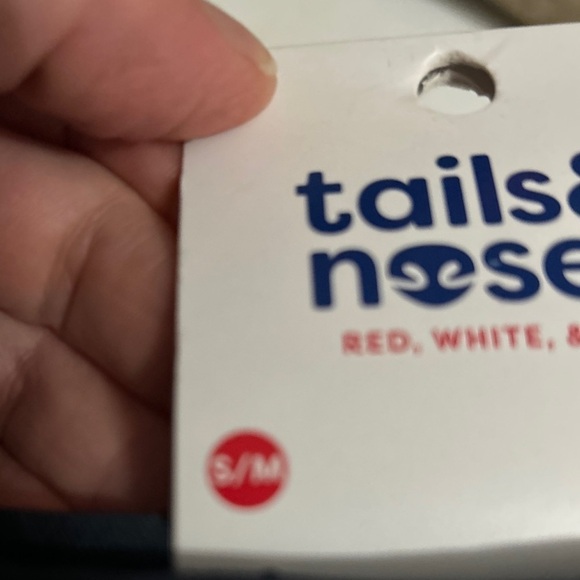 tails&
nose
RED, WHITE, &
S/M